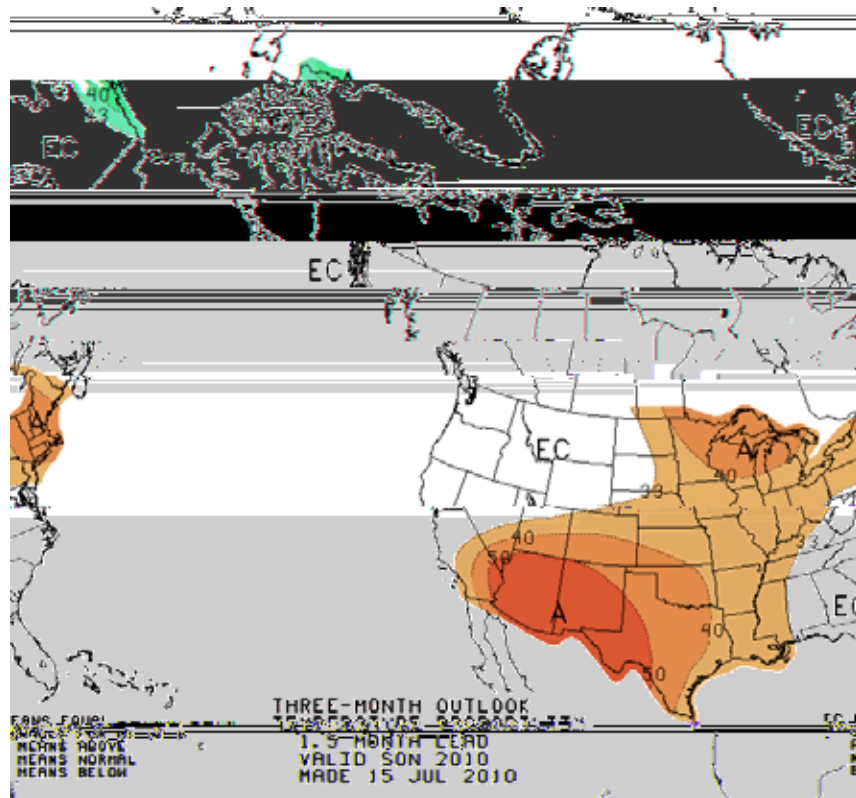 40
33
EC
EC
EC
A
EC
A
40
33
40
50
33
EC
A
40
50
THREE-MONTH OUTLOOK
1.5 MONTH LEAD
VALID SON 2010
MADE 15 JUL 2010
MEANS ABOVE
MEANS NORMAL
MEANS BELOW